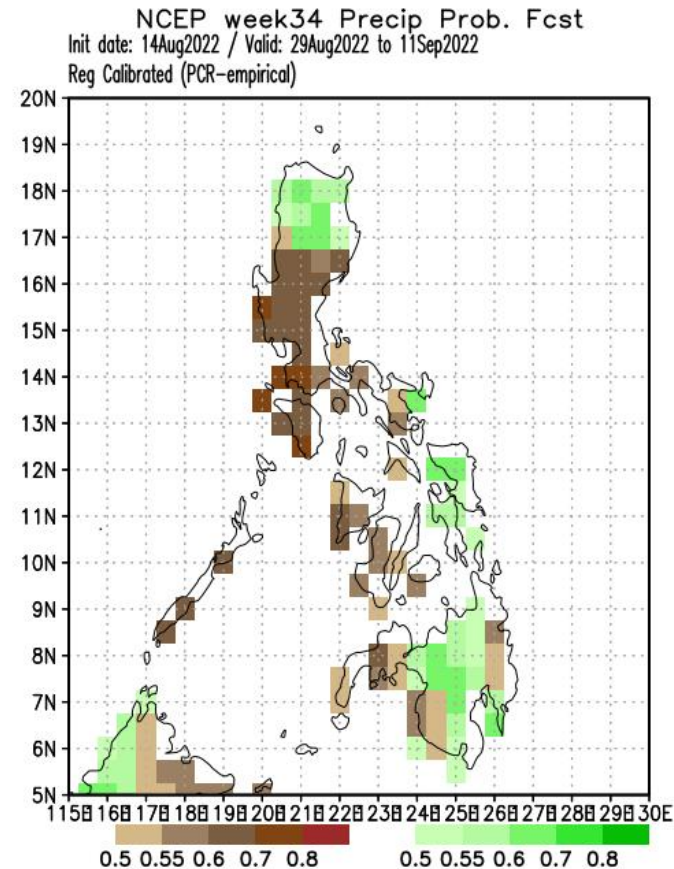 NCEP week34 Precip Prob. Fcst
Init date: 14Aug2022 / Valid: 29Aug2022 to 11Sep2022
Reg Calibrated (PCR-empirical)
20N
19N
18N
17N
16N
15N
14N
13N
12N
11N
10N
9N
8N
7N
6N
5N
115E 116E 117E 118E 119E 120E 121E 122E 123E 124E 125E 126E 127E 128E 129E 130E
0.5 0.55 0.6 0.7 0.8 0.5 0.55 0.6 0.7 0.8